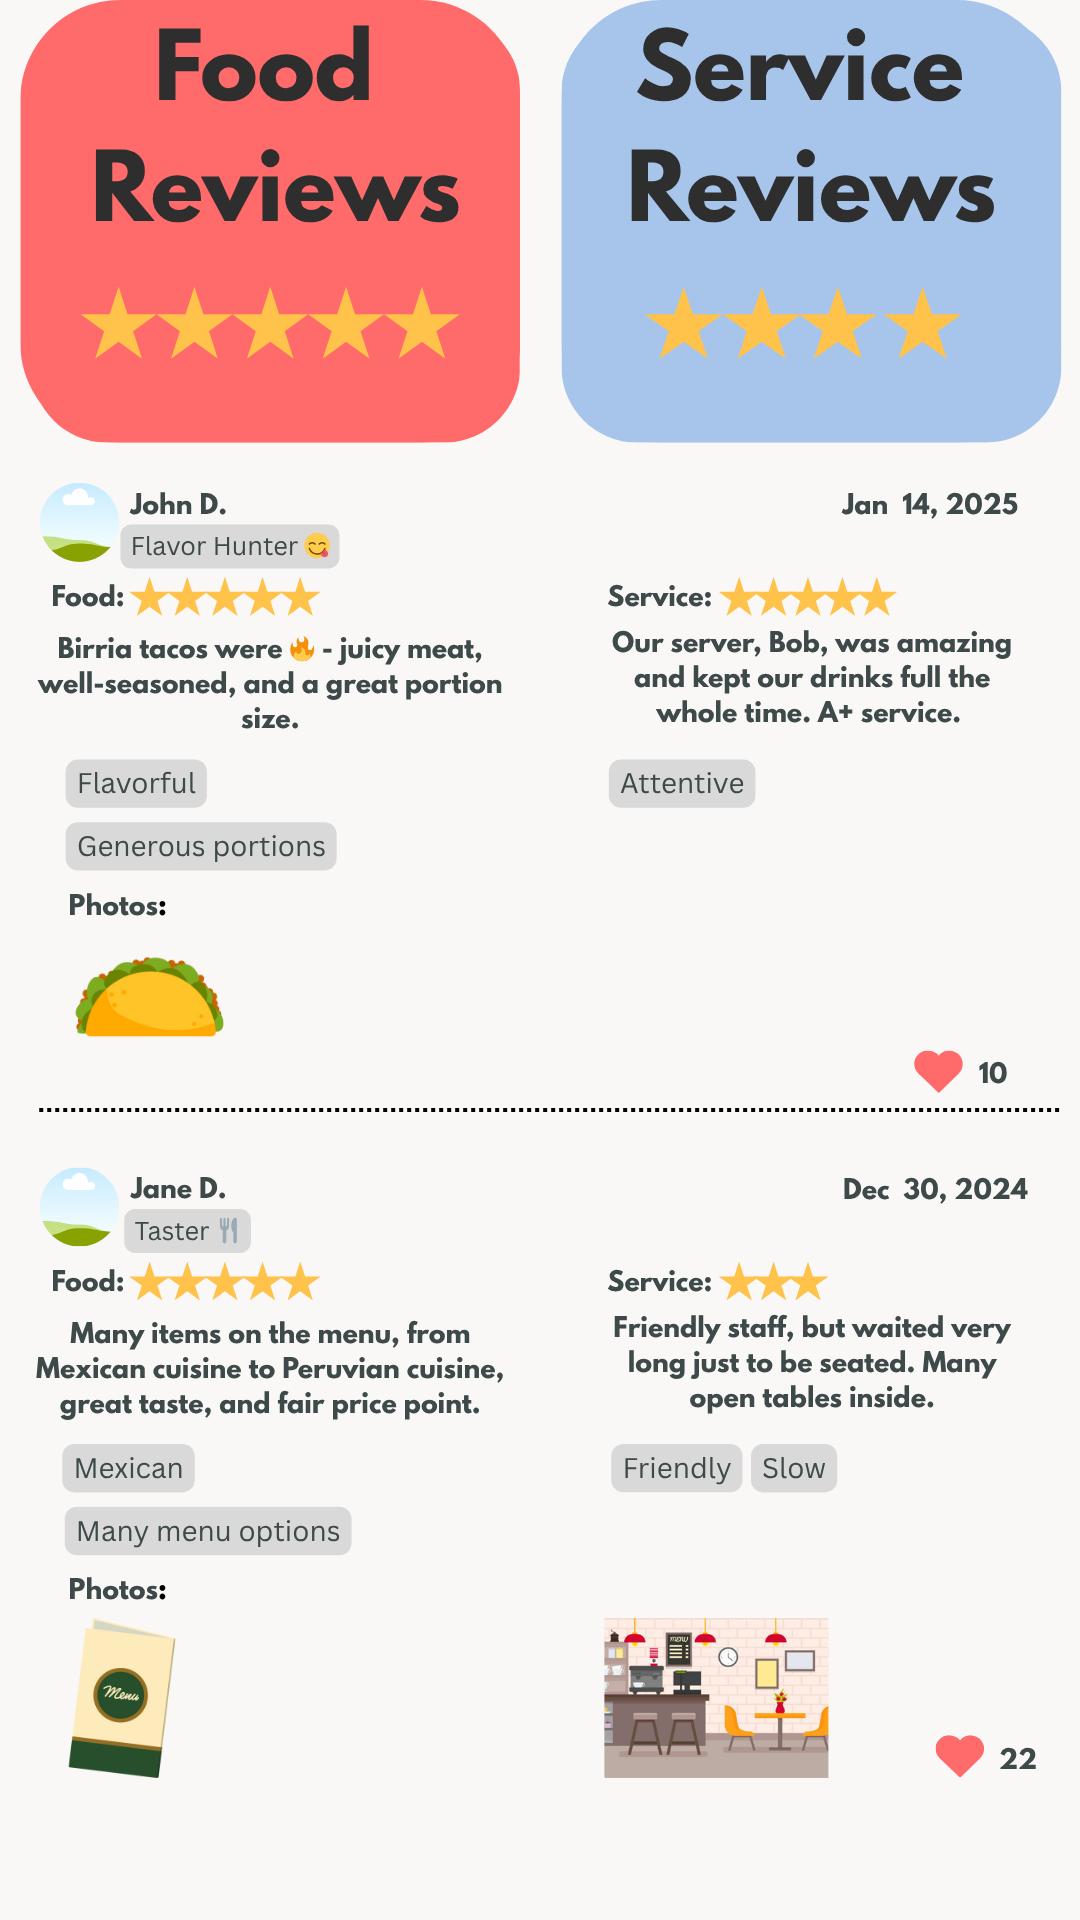 Food
Reviews
Service
Reviews
John D.
Jan 14, 2025
Flavor Hunter 😋
Food:
Birria tacos were 🔥 - juicy meat,
well-seasoned, and a great portion
size.
Flavorful
Generous portions
Photos:
Service:
Our server, Bob, was amazing
and kept our drinks full the
whole time. A+ service.
Attentive
10
Jane D.
Dec 30, 2024
Taster 🍴
Food:
Many items on the menu, from
Mexican cuisine to Peruvian cuisine,
great taste, and fair price point.
Mexican
Many menu options
Photos:
Menu
Service:
Friendly staff, but waited very
long just to be seated. Many
open tables inside.
Friendly
Slow
MENU
22